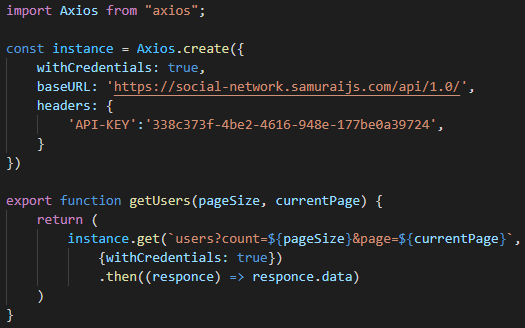 import Axios from "axios";
const instance = Axios.create({
withCredentials: true,
baseURL: 'https://social-network.samuraijs.com/api/1.0/',
headers: {
'API-KEY':'338c373f-4be2-4616-948e-177be0a39724',
}
})
export function getUsers(pageSize, currentPage) {
return (
instance.get(`users?count=${pageSize}&page=${currentPage}`,
{withCredentials: true})
.then((responce) => responce.data)
)
}